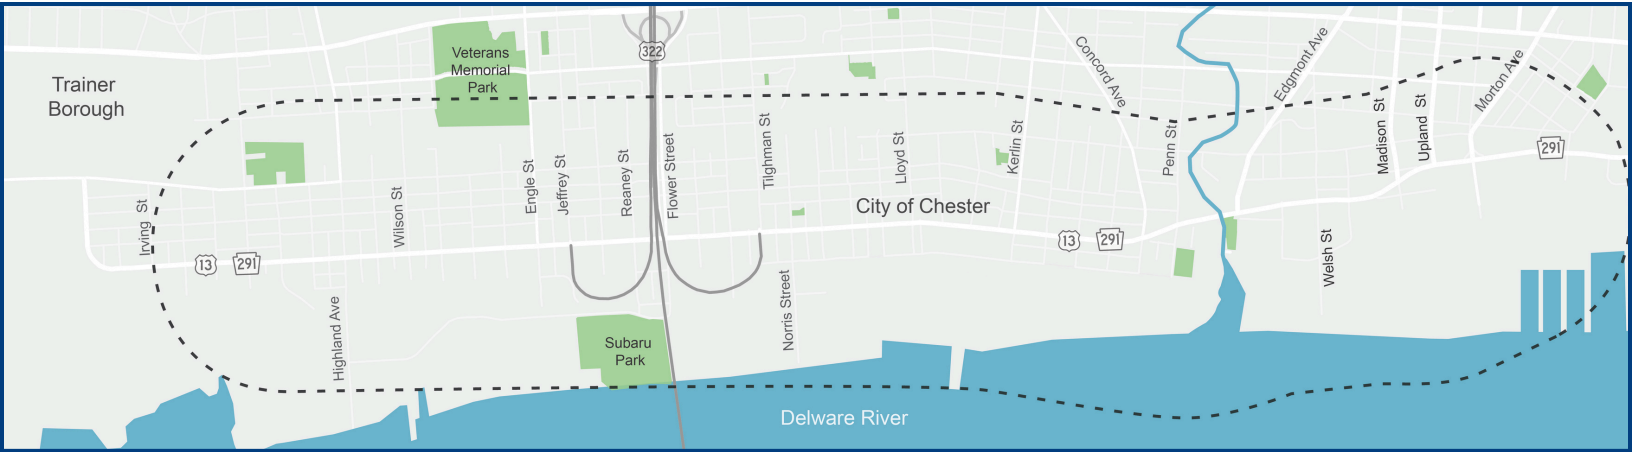 322
Veterans
Memorial
Park
Trainer
Borough
Concord Ave
Edgmont Ave
Morton Ave
Madison St
Upland St
291
Penn St
Kerlin St
Lloyd St
Tilghman St
Flower Street
Reaney St
Jeffrey St
Engle St
Wilson St
Irving St
City of Chester
13
291
13
291
Welsh St
Highland Ave
Norris Street
Subaru
Park
Delware River